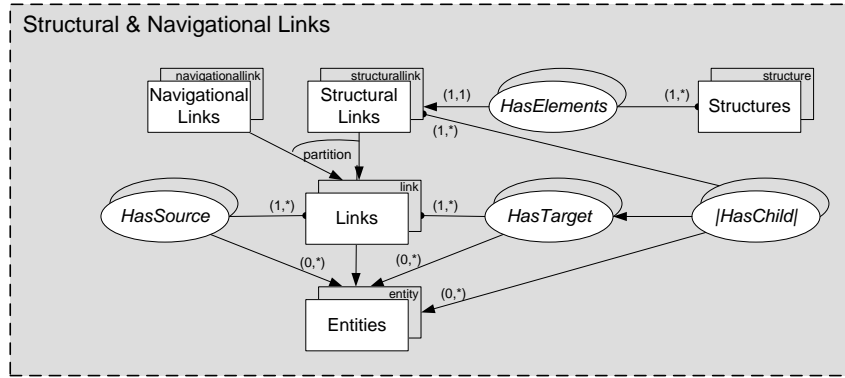 Structural & Navigational Links
navigationallink
Navigational
Links
structurallink
Structural
Links
(1,1)
HasElements
(1,*)
structure
Structures
(1,*)
partition
link
Links
HasSource
(1,*)
(1,*)
HasTarget
|HasChild|
(0,*)
(0,*)
(0,*)
entity
Entities